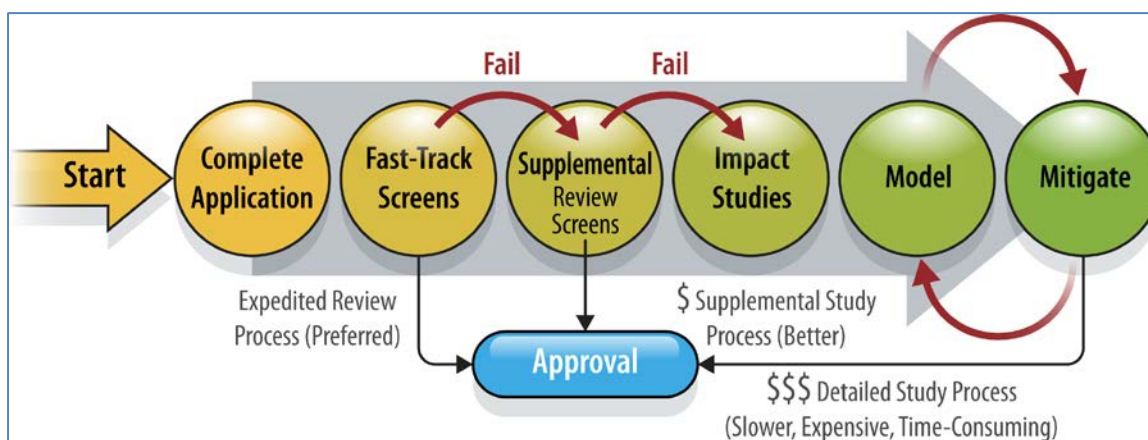 Fail
Fail
Start
Complete
Application
Fast-Track
Screens
Supplemental
Review
Screens
Impact
Studies
Model
Mitigate
Expedited Review
Process (Preferred)
$ Supplemental Study
Process (Better)
Approval
$$$ Detailed Study Process
(Slower, Expensive, Time-Consuming)